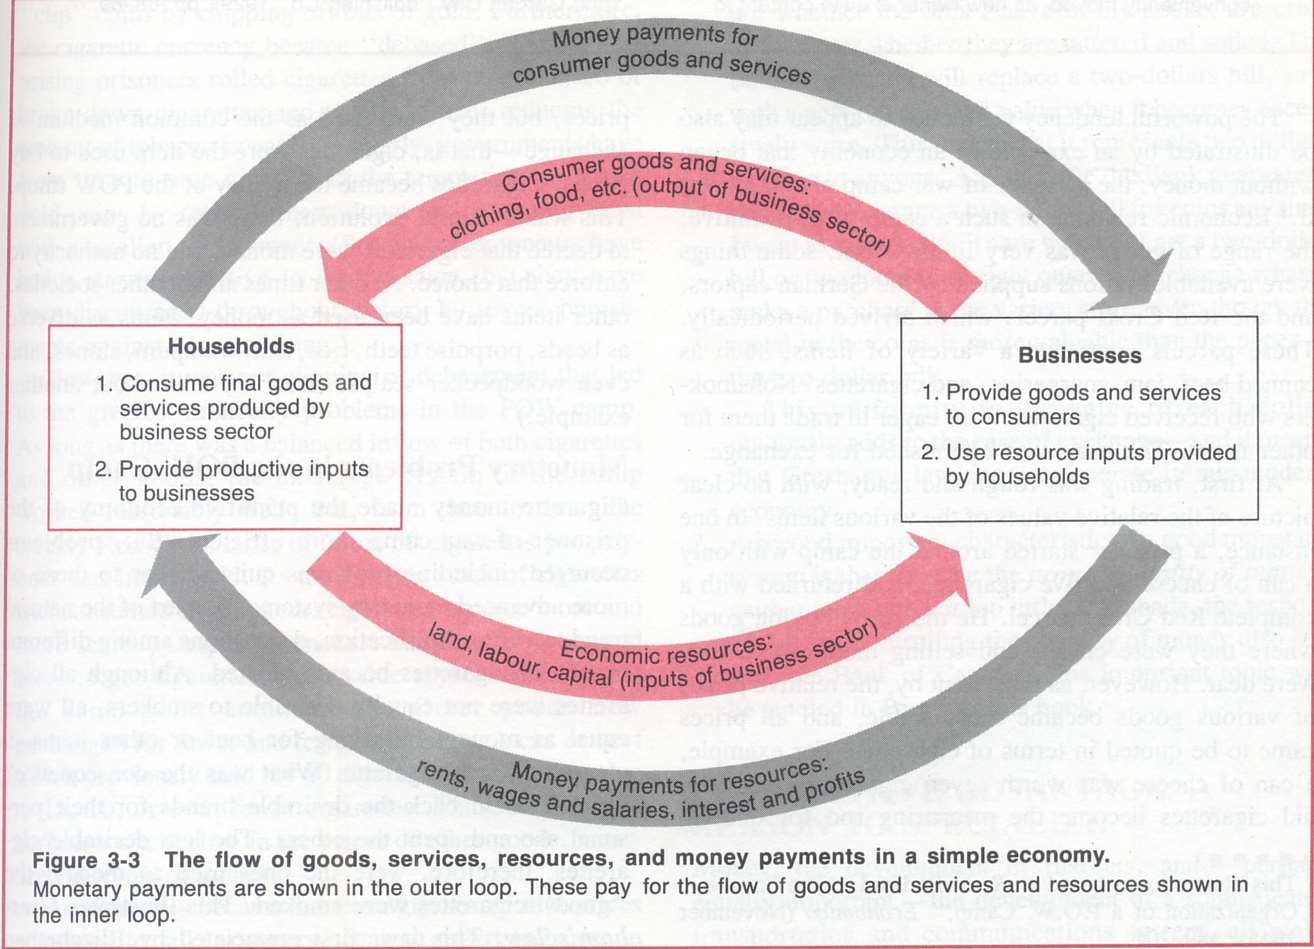 Money payments for
consumer goods and services
Consumer goods and services:
clothing, food, etc. (output of business sector)
Households
1. Consume final goods and
services produced by
business sector
2. Provide productive inputs
to businesses
Businesses
1. Provide goods and services
to consumers
2. Use resource inputs provided
by households
Economic resources:
land, labour, capital (inputs of business sector)
Money payments for resources:
rents, wages and salaries, interest and profits
Figure 3-3 The flow of goods, services, resources, and money payments in a simple economy.
Monetary payments are shown in the outer loop. These pay for the flow of goods and services and resources shown in
the inner loop.